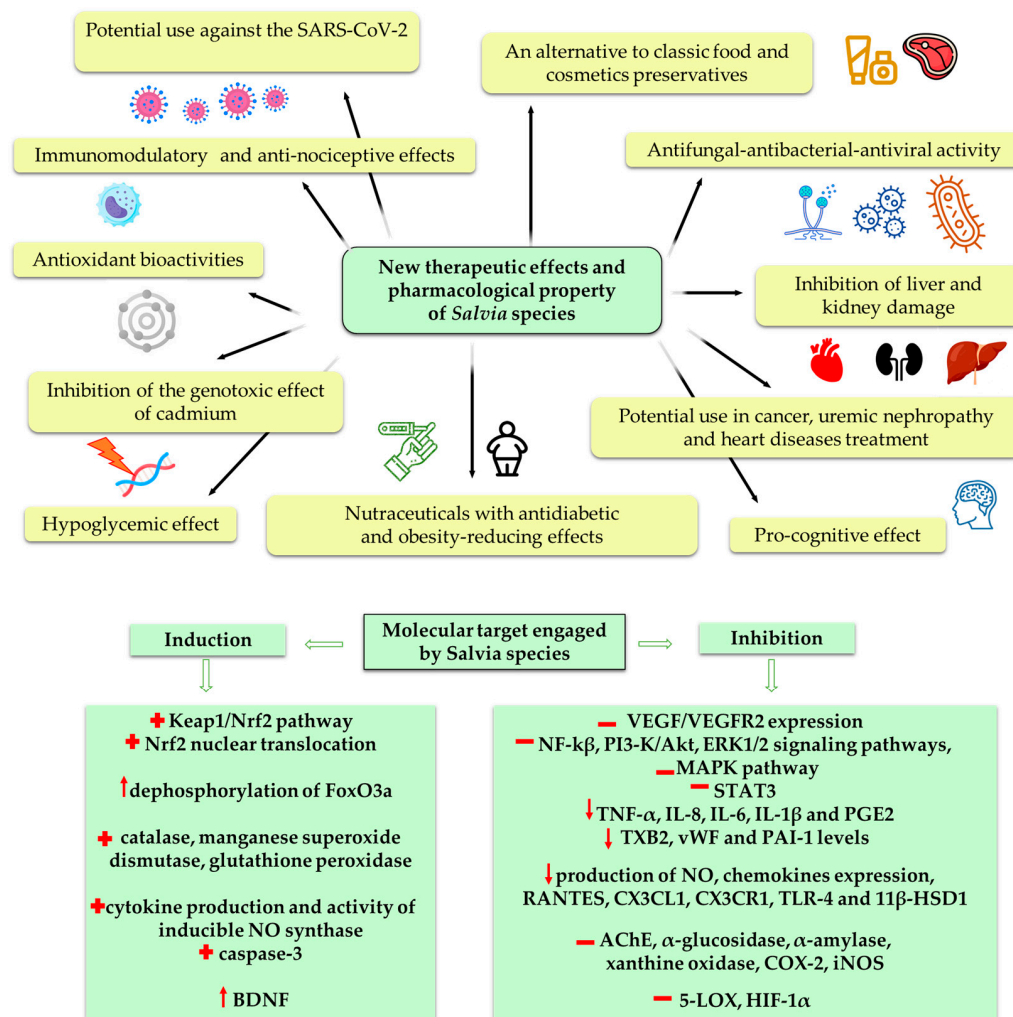 Potential use against the SARS-CoV-2
An alternative to classic food and
cosmetics preservatives
Immunomodulatory and anti-nociceptive effects
Antifungal-antibacterial-antiviral activity
Antioxidant bioactivities
New therapeutic effects and
pharmacological property
of Salvia species
Inhibition of liver and
kidney damage
Inhibition of the genotoxic effect
of cadmium
Potential use in cancer, uremic nephropathy
and heart diseases treatment
Hypoglycemic effect
Nutraceuticals with antidiabetic
and obesity-reducing effects
Pro-cognitive effect
Molecular target engaged
by Salvia species
Induction
Inhibition
Keap1/Nrf2 pathway
Nrf2 nuclear translocation
dephosphorylation of FoxO3a
catalase, manganese superoxide
dismutase, glutathione peroxidase
cytokine production and activity of
inducible NO synthase
caspase-3
BDNF
VEGF/VEGFR2 expression
NF-kβ, PI3-K/Akt, ERK1/2 signaling pathways,
MAPK pathway
STAT3
TNF-α, IL-8, IL-6, IL-1β and PGE2
TXB2, vWF and PAI-1 levels
production of NO, chemokines expression,
RANTES, CX3CL1, CX3CR1, TLR-4 and 11β-HSD1
AChE, α-glucosidase, α-amylase,
xanthine oxidase, COX-2, iNOS
5-LOX, HIF-1α